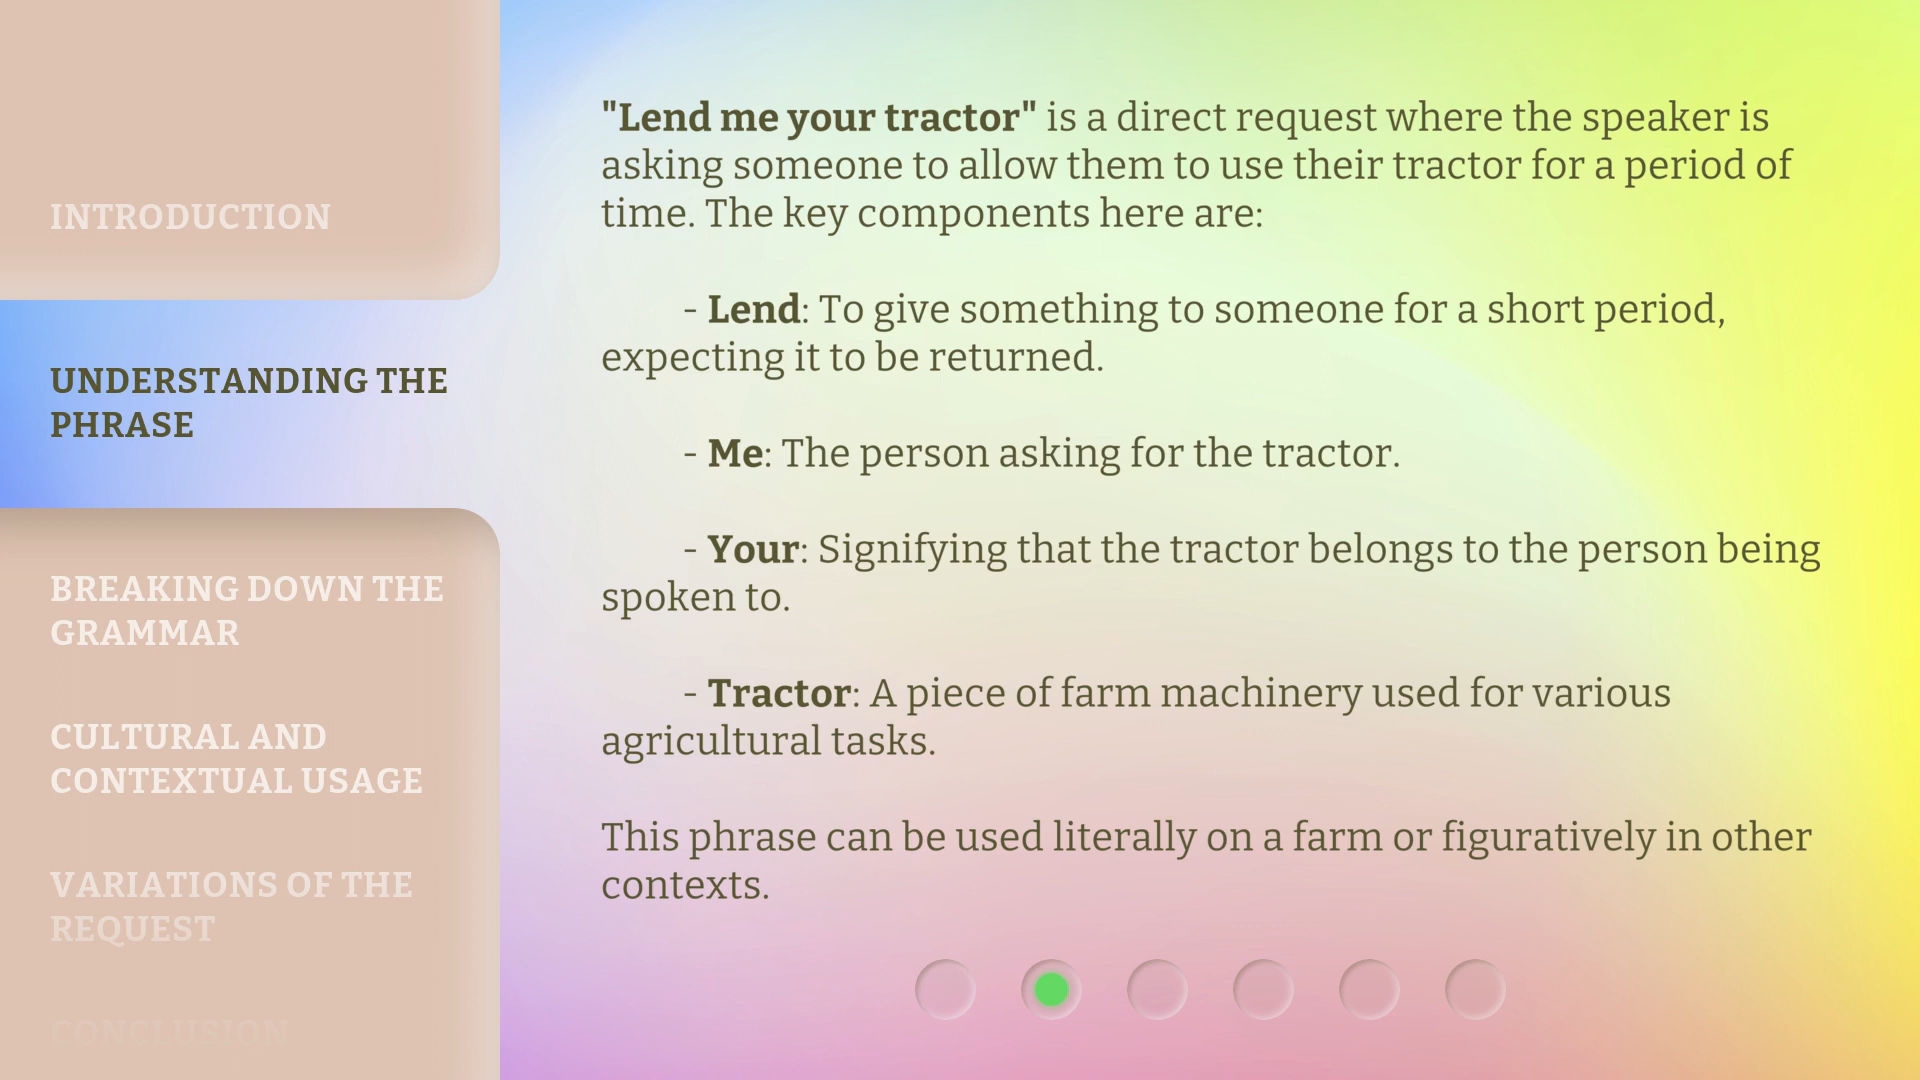 INTRODUCTION
UNDERSTANDING THE
PHRASE
BREAKING DOWN THE
GRAMMAR
CULTURAL AND
CONTEXTUAL USAGE
VARIATIONS OF THE
REQUEST
CONCLUSION
"Lend me your tractor" is a direct request where the speaker is
asking someone to allow them to use their tractor for a period of
time. The key components here are:
- Lend: To give something to someone for a short period,
expecting it to be returned.
- Me: The person asking for the tractor.
- Your: Signifying that the tractor belongs to the person being
spoken to.
- Tractor: A piece of farm machinery used for various
agricultural tasks.
This phrase can be used literally on a farm or figuratively in other
contexts.